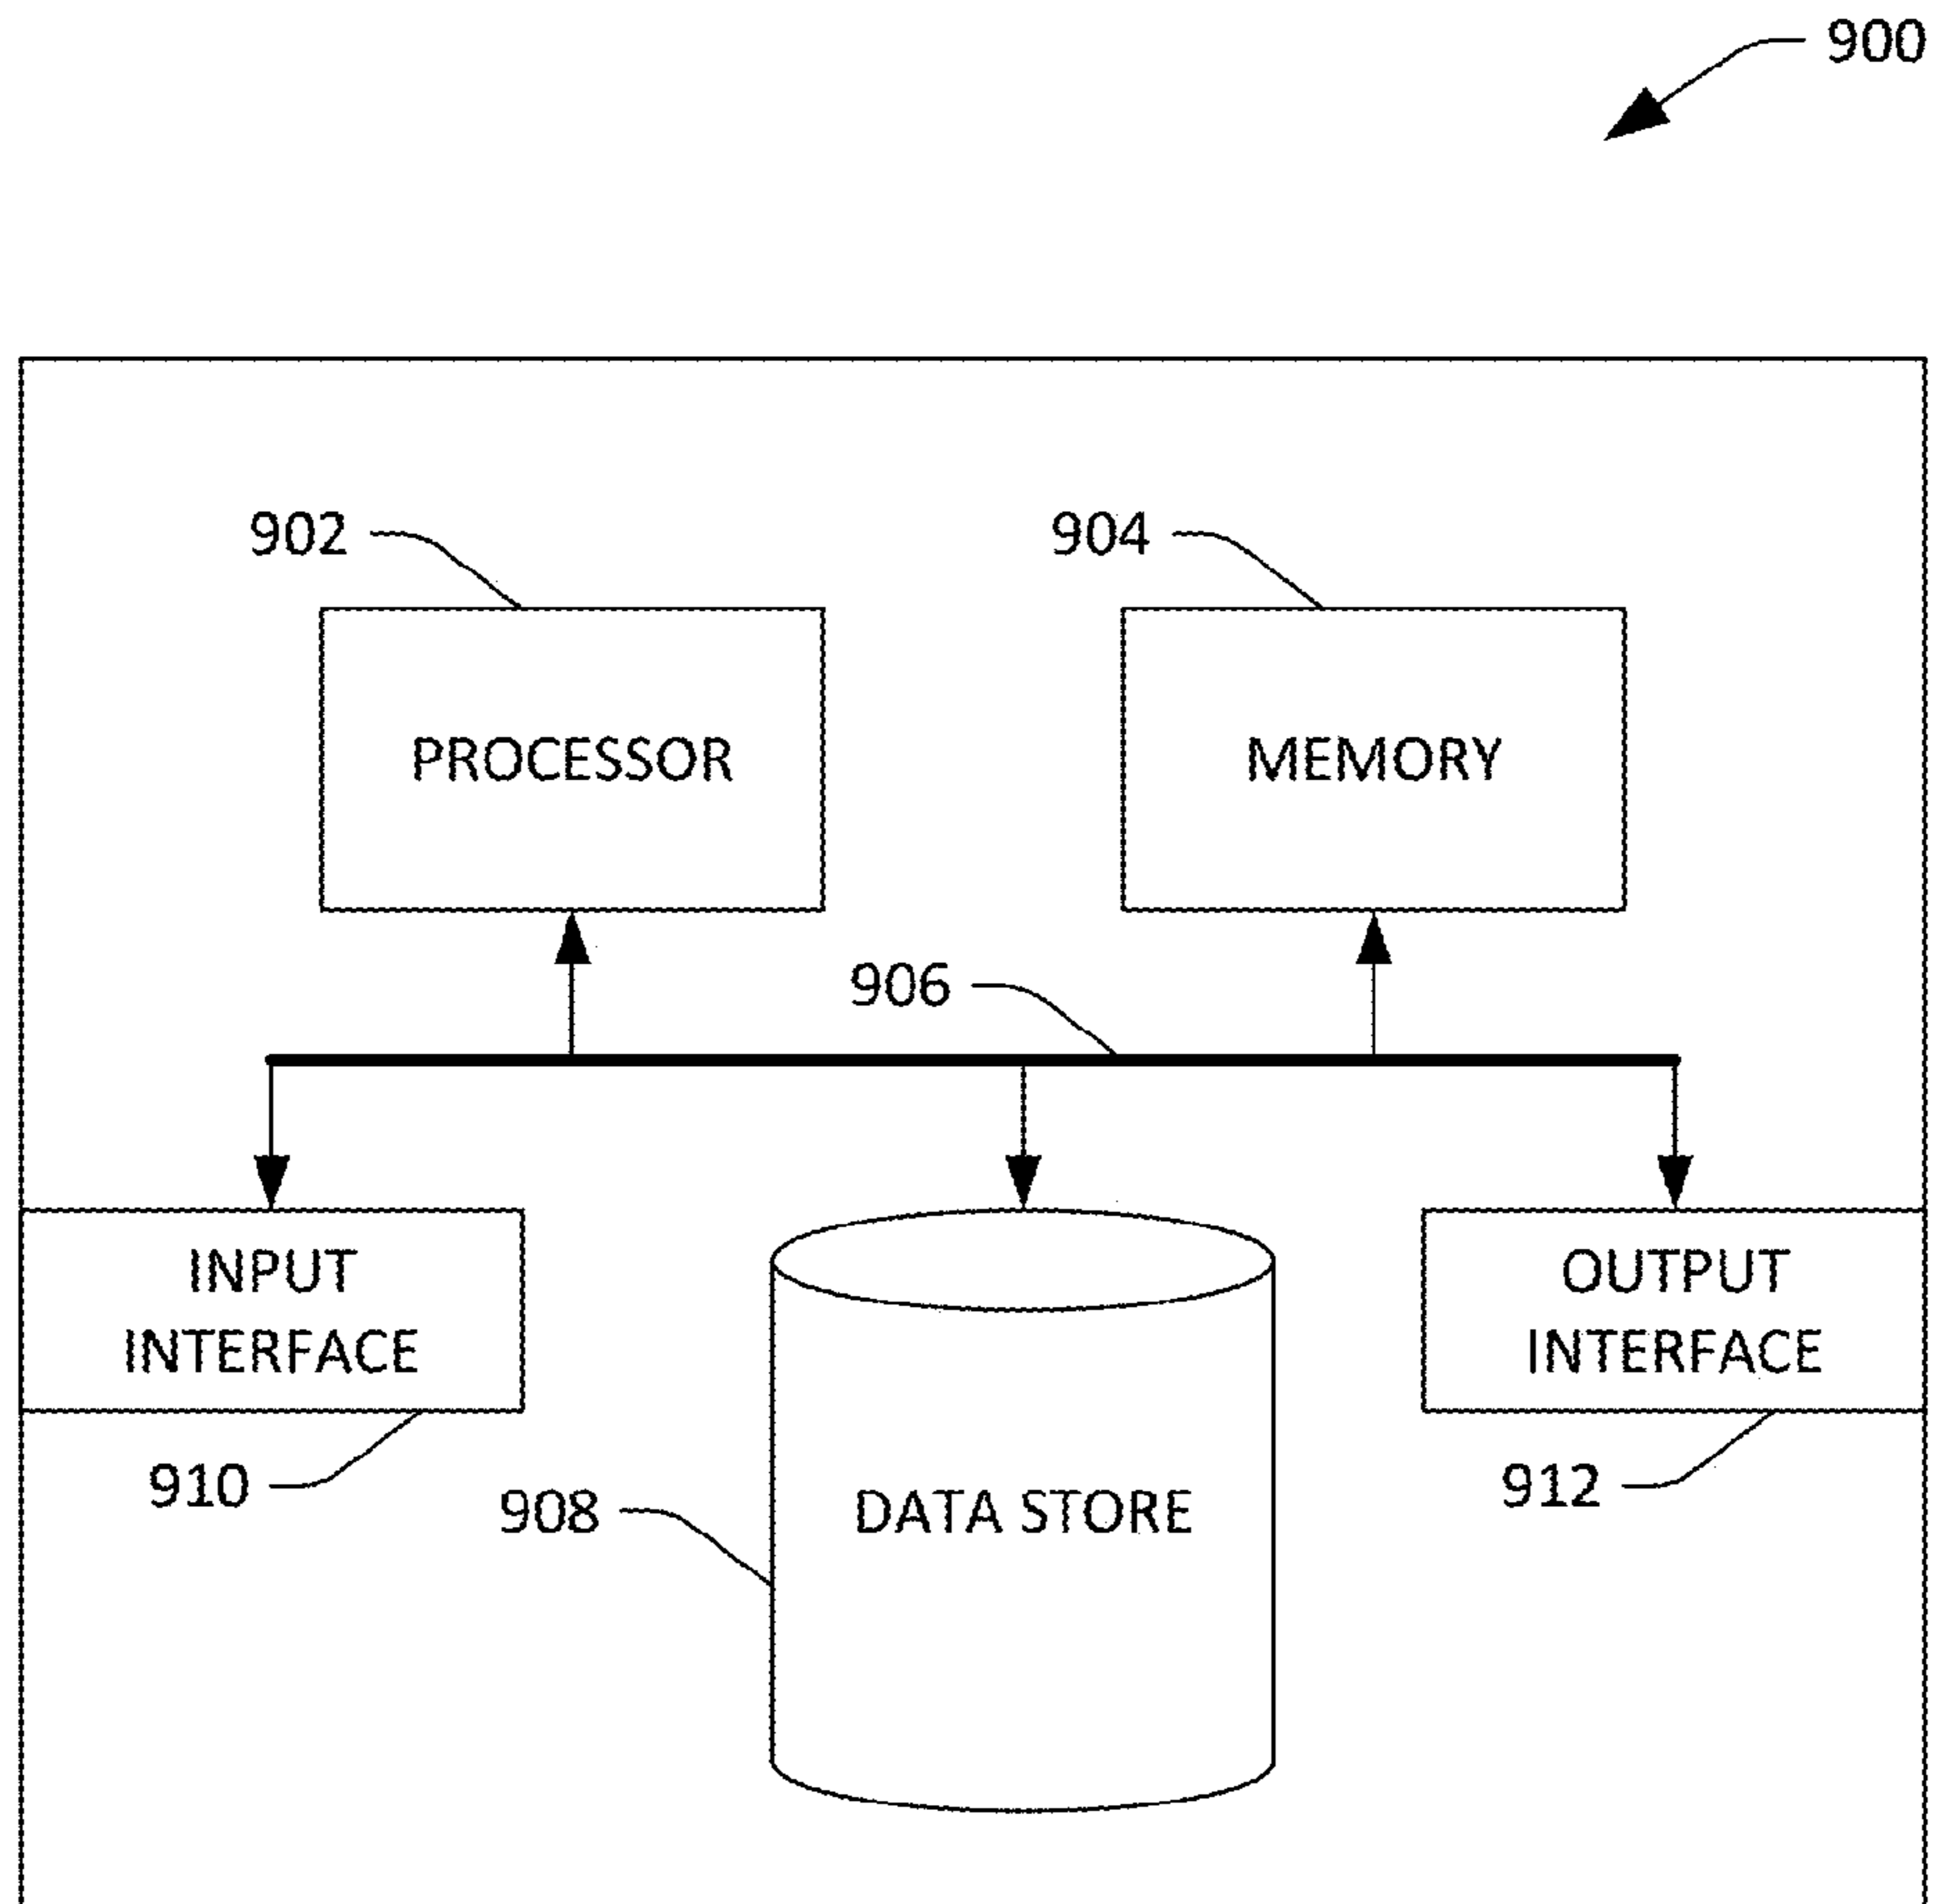 900
902
904
PROCESSOR
MEMORY
906
INPUT
INTERFACE
OUTPUT
INTERFACE
910
908
DATA STORE
912